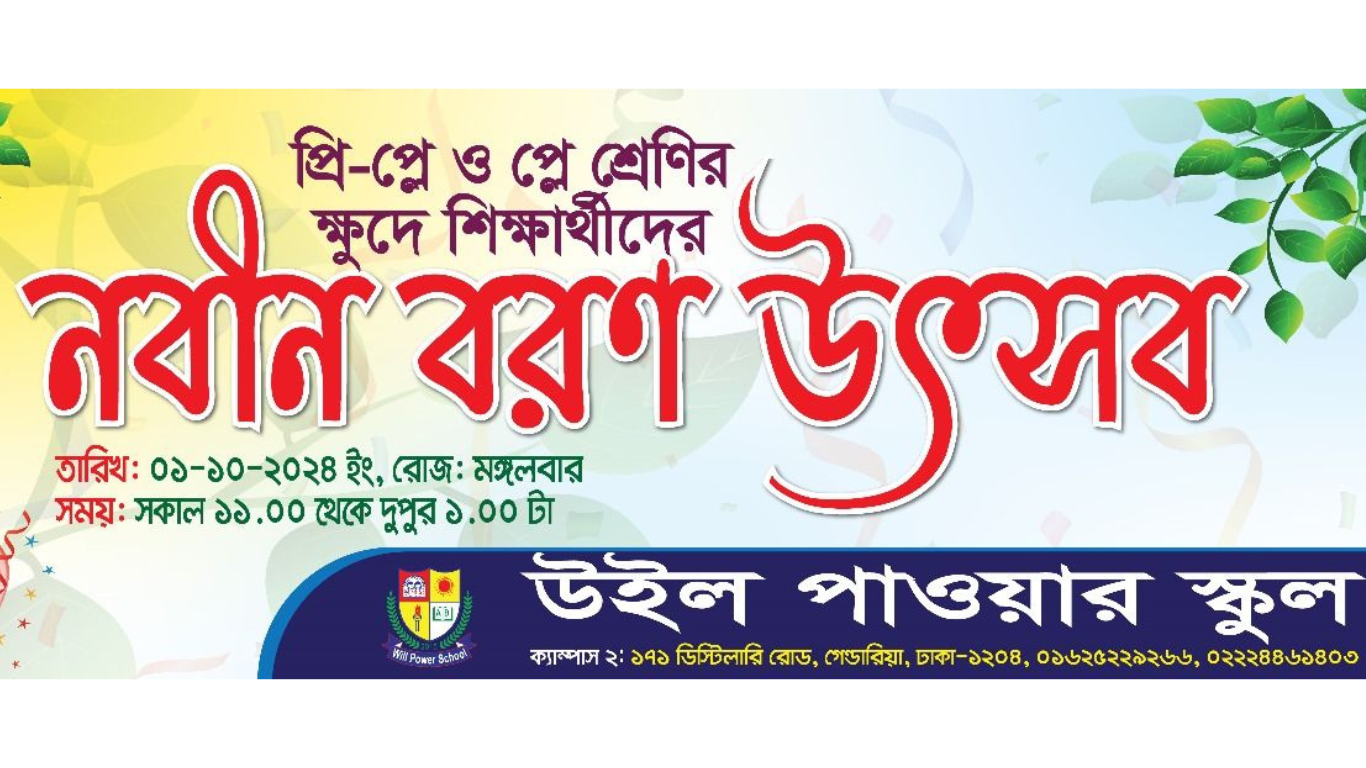 প্রি-প্লে ও প্লে শ্রেণির
ক্ষুদে শিক্ষার্থীদের
নবীন বরণ উৎসব
তারিখ: ০১-১০-২০২৪ ইং, রোজ: মঙ্গলবার
সময়: সকাল ১১.০০ থেকে দুপুর ১.০০ টা
উইল পাওয়ার স্কুল
Will Power School
ক্যাম্পাস ২: ১৭১ ডিস্টিলারি রোড, গেন্ডারিয়া, ঢাকা-১২০৪, ০১৬২৫২২৯২৬৬, ০২২২৪৪৬১৪০৩